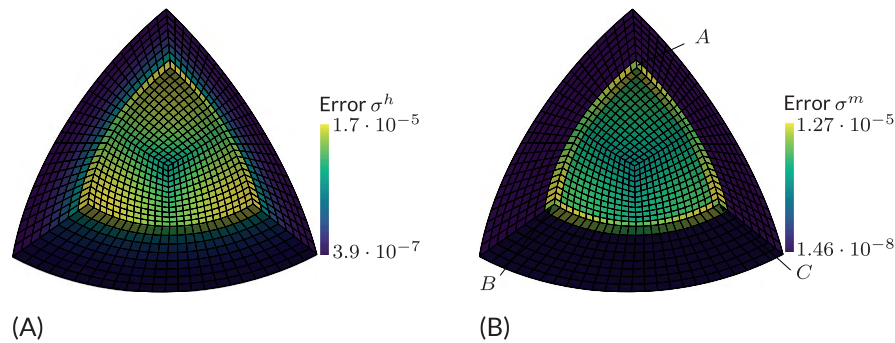 Error σ^h
1.7 · 10^−5
3.9 · 10^−7
(A)
A
Error σ^m
1.27 · 10^−5
1.46 · 10^−8
B
C
(B)